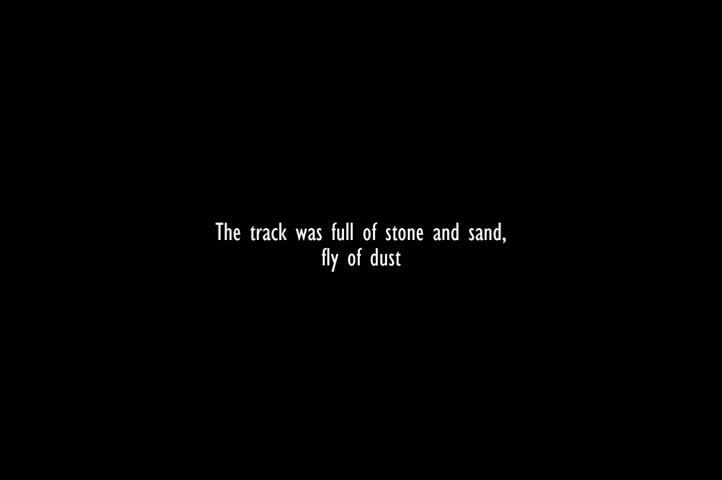 The track was full of stone and sand,
fly of dust